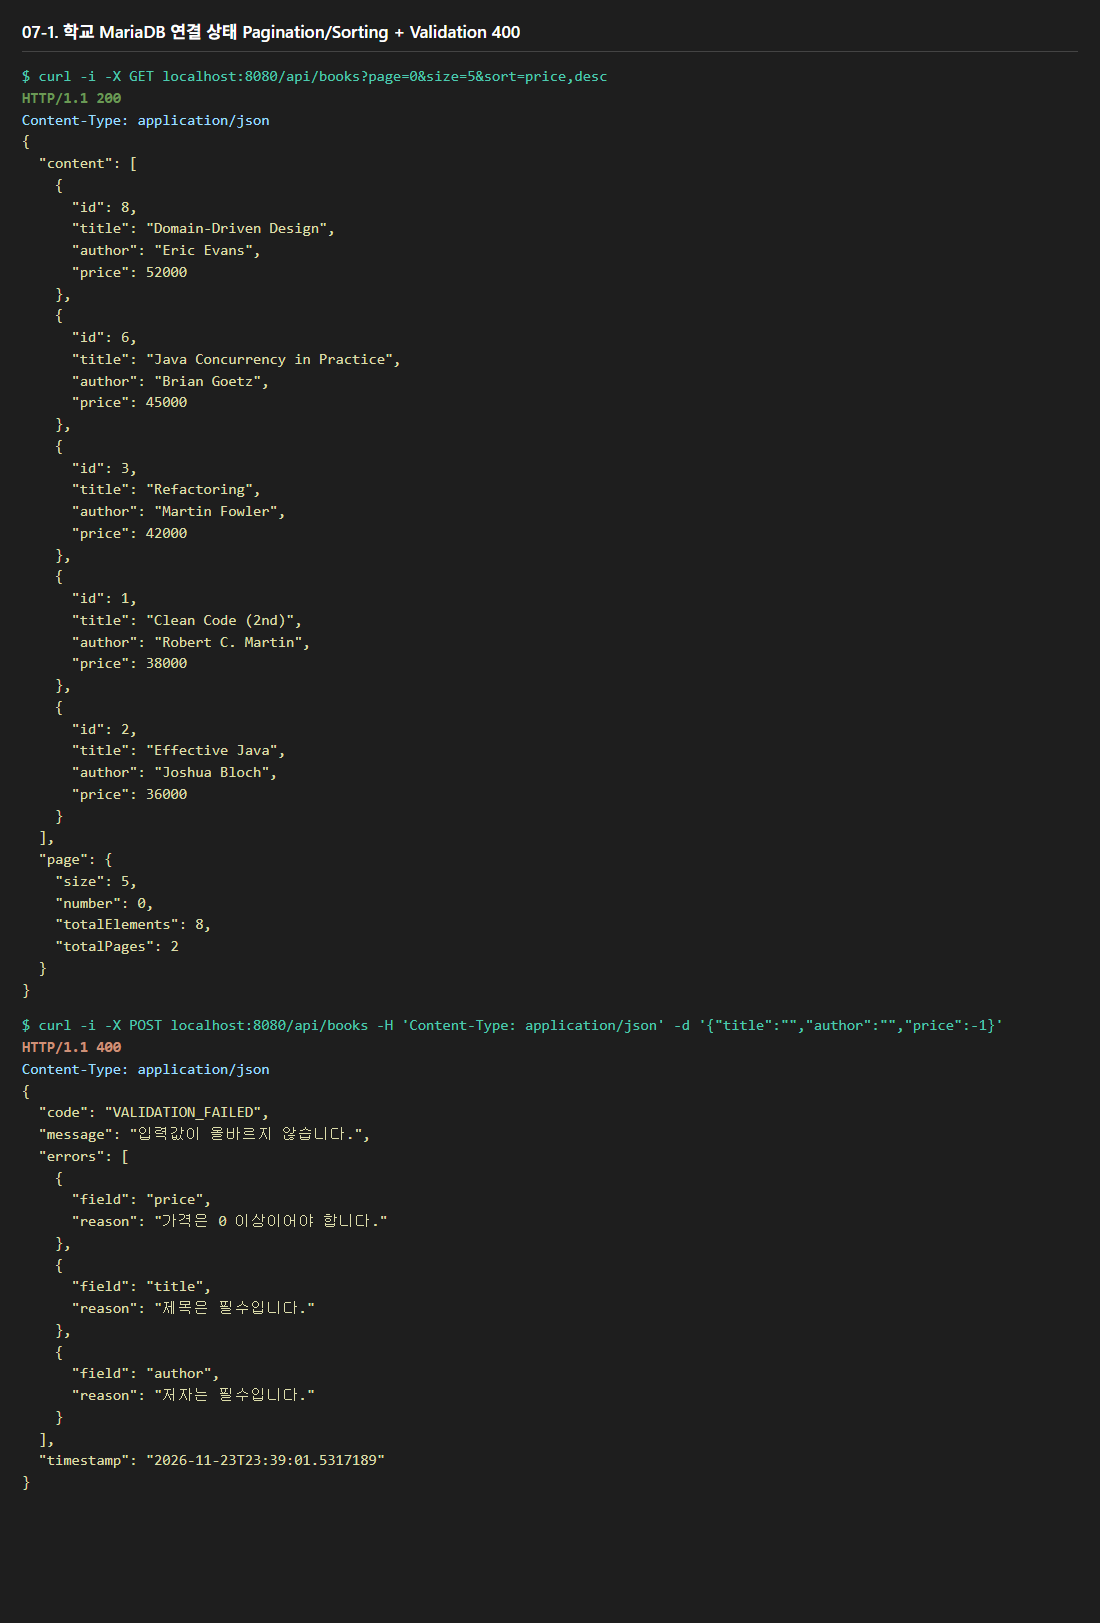 07-1. 학교 MariaDB 연결 상태 Pagination/Sorting + Validation 400
$ curl -i -X GET localhost:8080/api/books?page=0&size=5&sort=price,desc
HTTP/1.1 200
Content-Type: application/json
{
  "content": [
    {
      "id": 8,
      "title": "Domain-Driven Design",
      "author": "Eric Evans",
      "price": 52000
    },
    {
      "id": 6,
      "title": "Java Concurrency in Practice",
      "author": "Brian Goetz",
      "price": 45000
    },
    {
      "id": 3,
      "title": "Refactoring",
      "author": "Martin Fowler",
      "price": 42000
    },
    {
      "id": 1,
      "title": "Clean Code (2nd)",
      "author": "Robert C. Martin",
      "price": 38000
    },
    {
      "id": 2,
      "title": "Effective Java",
      "author": "Joshua Bloch",
      "price": 36000
    }
  ],
  "page": {
    "size": 5,
    "number": 0,
    "totalElements": 8,
    "totalPages": 2
  }
}
$ curl -i -X POST localhost:8080/api/books -H 'Content-Type: application/json' -d '{"title":"","author":"","price":-1}'
HTTP/1.1 400
Content-Type: application/json
{
  "code": "VALIDATION_FAILED",
  "message": "입력값이 올바르지 않습니다.",
  "errors": [
    {
      "field": "price",
      "reason": "가격은 0 이상이어야 합니다."
    },
    {
      "field": "title",
      "reason": "제목은 필수입니다."
    },
    {
      "field": "author",
      "reason": "저자는 필수입니다."
    }
  ],
  "timestamp": "2026-11-23T23:39:01.5317189"
}